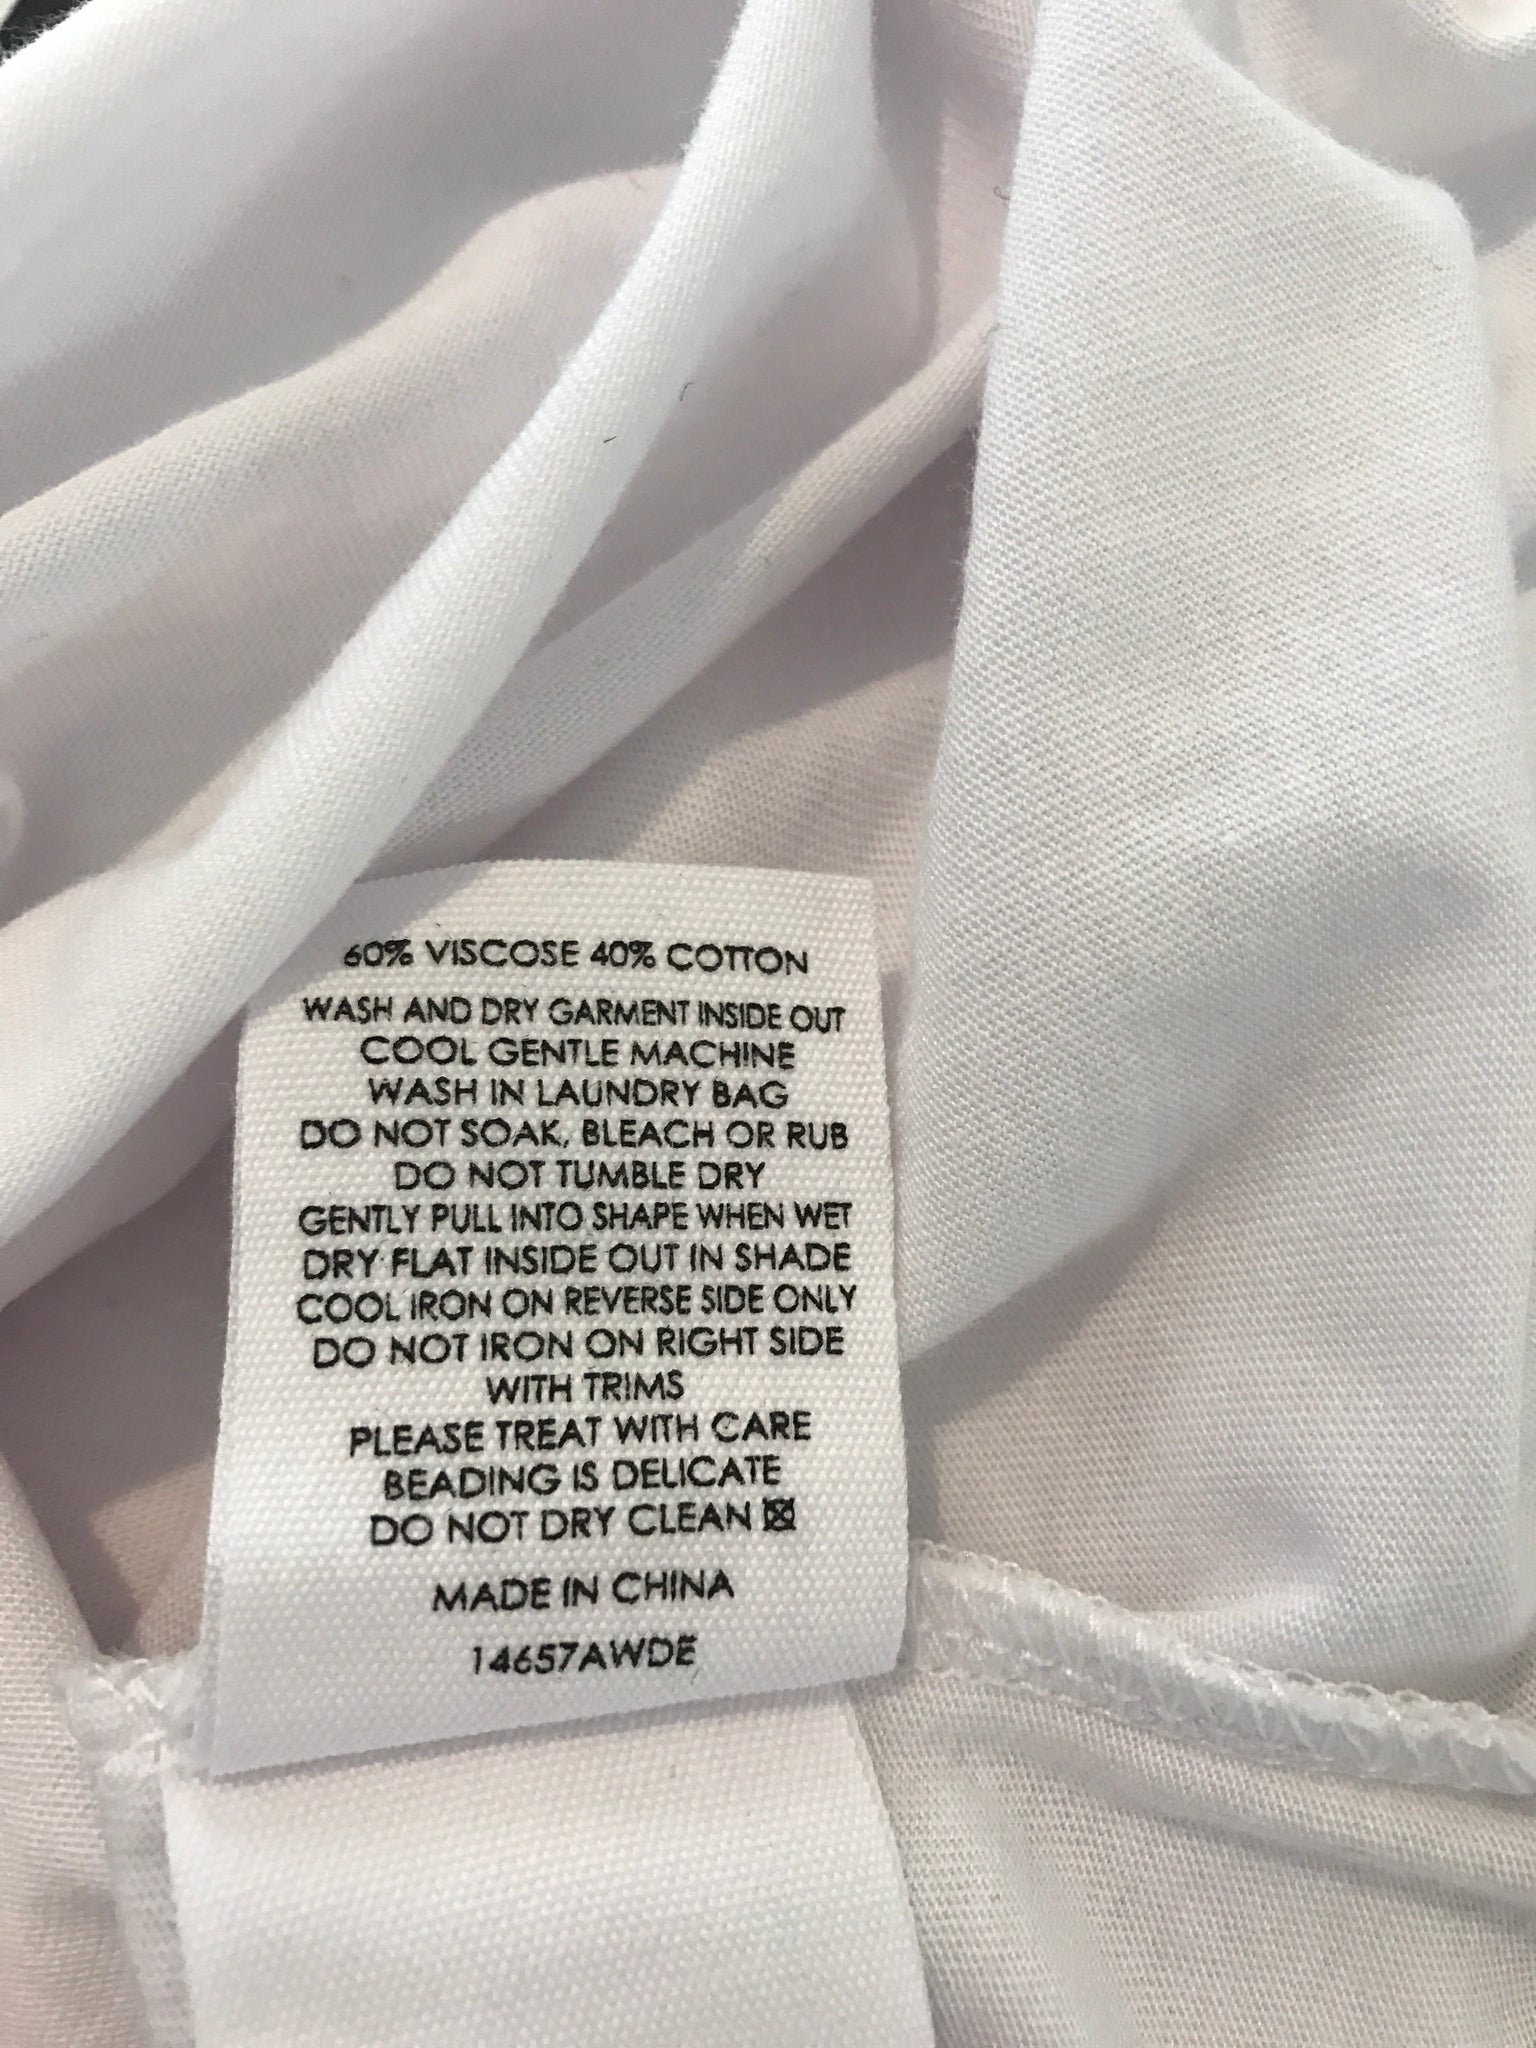 60% VISCOSE 40% COTTON
WASH AND DRY GARMENT INSIDE OUT
COOL GENTLE MACHINE
WASH IN LAUNDRY BAG
DO NOT SOAK, BLEACH OR RUB
DO NOT TUMBLE DRY
GENTLY PULL INTO SHAPE WHEN WET
DRY FLAT INSIDE OUT IN SHADE
COOL IRON ON REVERSE SIDE ONLY
DO NOT IRON ON RIGHT SIDE
WITH TRIMS
PLEASE TREAT WITH CARE
BEADING IS DELICATE
DO NOT DRY CLEAN
MADE IN CHINA
14657AWDE